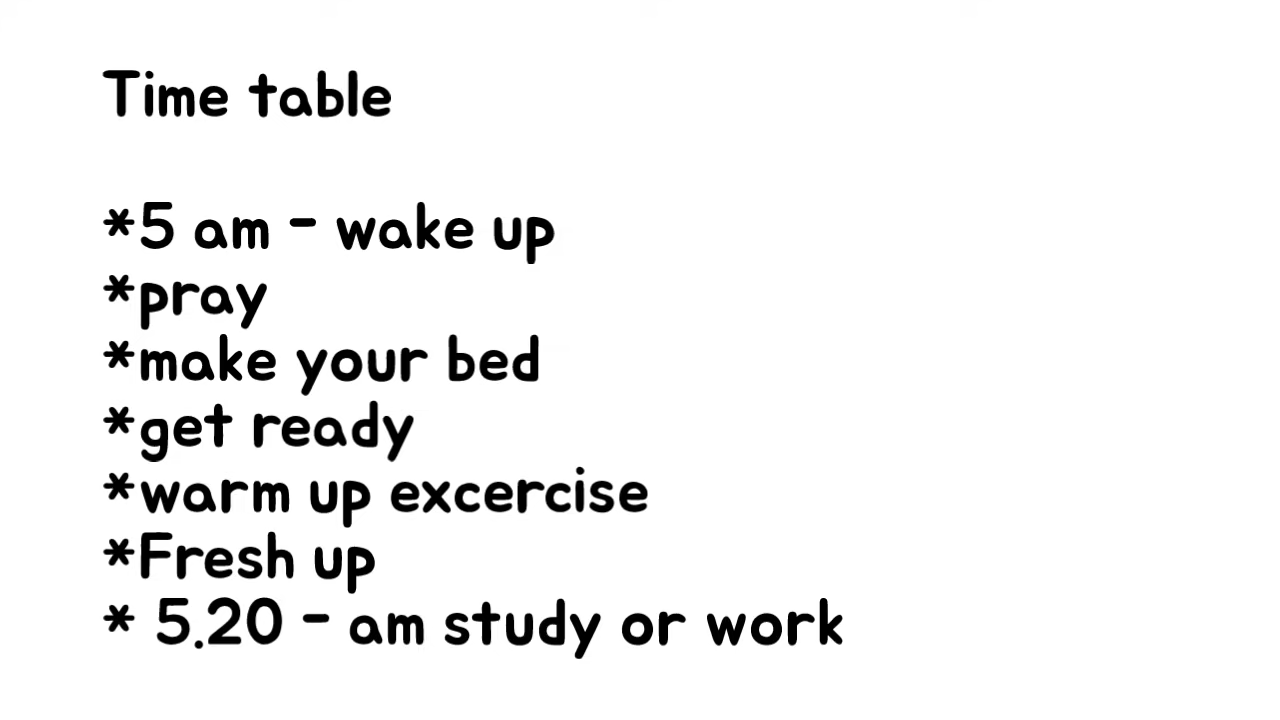 Time table
*5 am - wake up
*pray
*make your bed
*get ready
*warm up excercise
*Fresh up
* 5.20 - am study or work